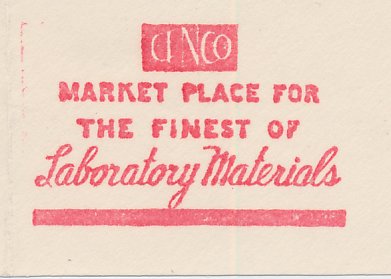 CENCO
MARKET PLACE FOR
THE FINEST OF
Laboratory Materials